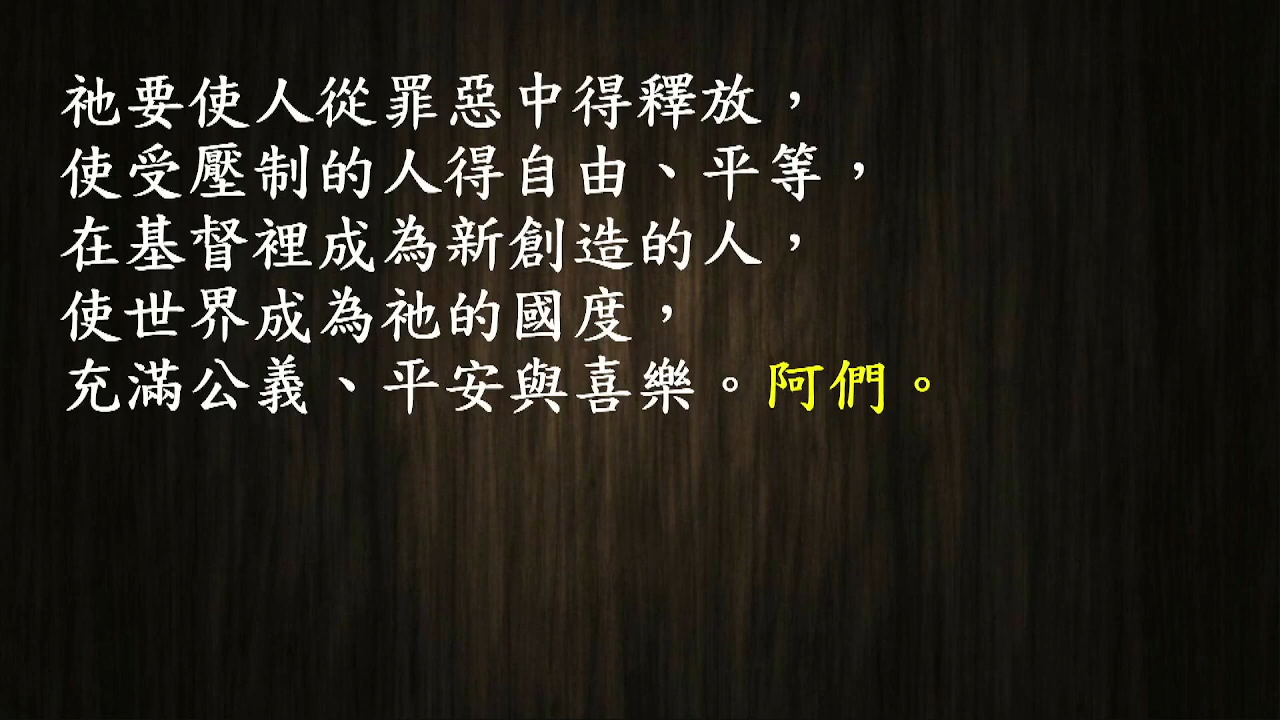 祂要使人從罪惡中得釋放，
使受壓制的人得自由、平等，
在基督裡成為新創造的人，
使世界成為祂的國度，
充滿公義、平安與喜樂。阿們。